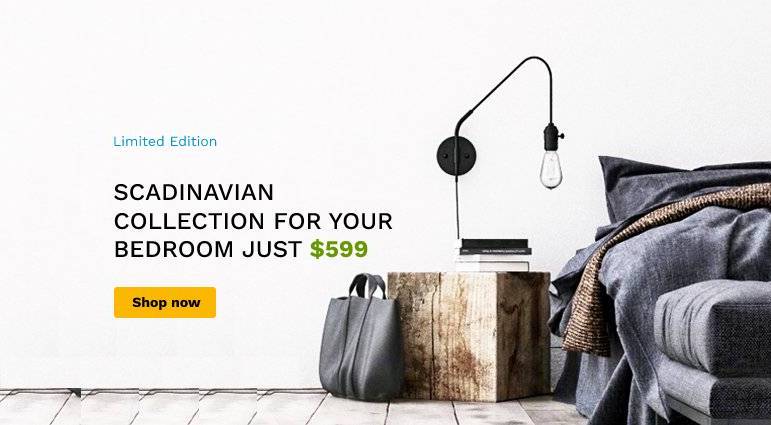 Limited Edition
SCADINAVIAN
COLLECTION FOR YOUR
BEDROOM JUST $599
Shop now